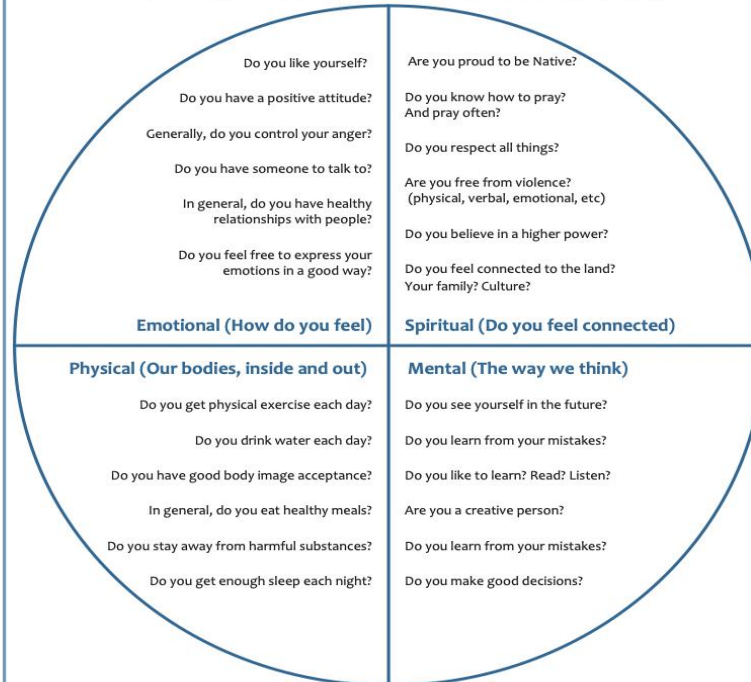 Do you like yourself?
Do you have a positive attitude?
Generally, do you control your anger?
Do you have someone to talk to?
In general, do you have healthy
relationships with people?
Do you feel free to express your
emotions in a good way?
Emotional (How do you feel)
Are you proud to be Native?
Do you know how to pray?
And pray often?
Do you respect all things?
Are you free from violence?
(physical, verbal, emotional, etc)
Do you believe in a higher power?
Do you feel connected to the land?
Your family? Culture?
Spiritual (Do you feel connected)
Physical (Our bodies, inside and out)
Do you get physical exercise each day?
Do you drink water each day?
Do you have good body image acceptance?
In general, do you eat healthy meals?
Do you stay away from harmful substances?
Do you get enough sleep each night?
Mental (The way we think)
Do you see yourself in the future?
Do you learn from your mistakes?
Do you like to learn? Read? Listen?
Are you a creative person?
Do you learn from your mistakes?
Do you make good decisions?